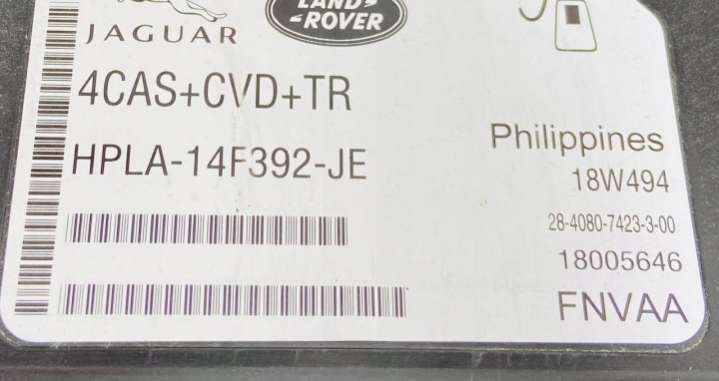 JAGUAR
LAND-
-ROVER
4CAS+CVD+TR
HPLA-14F392-JE
Philippines
18W494
28-4080-7423-3-00
18005646
FNVAA